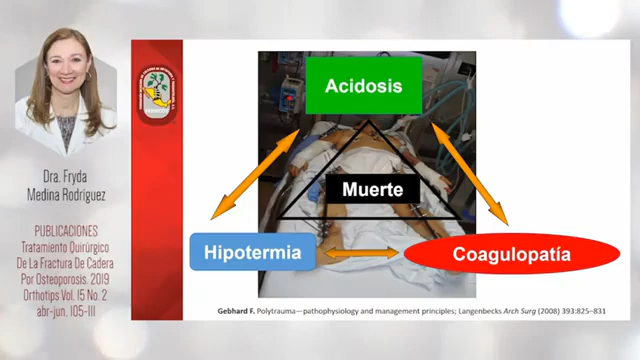 Dra. Fryda
Medina Rodríguez
PUBLICACIONES
Tratamiento Quirúrgico
De La Fractura De Cadera
Por Osteoporosis. 2019
Orthotips Vol. 15 No. 2
abr-jun. 105-111
Acidosis
Muerte
Hipotermia
Coagulopatía
Gebhard F. Polytrauma—pathophysiology and management principles; Langenbecks Arch Surg (2008) 393:825–831